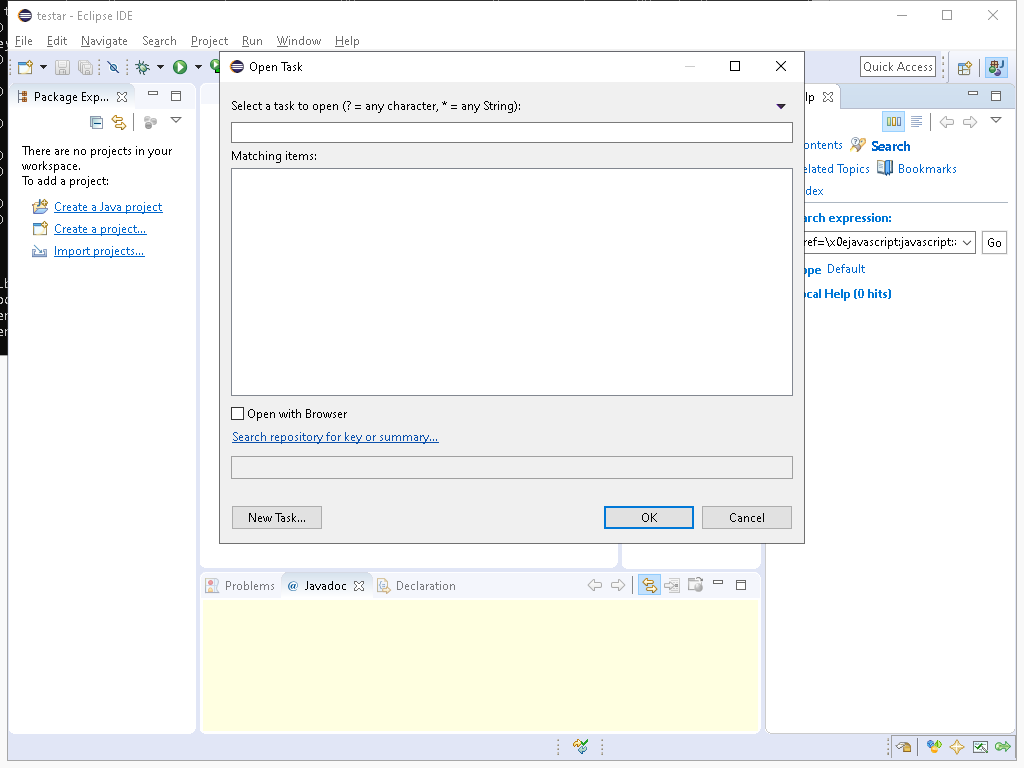 testar - Eclipse IDE
File Edit Navigate Search Project Run Window Help
Quick Access
Package Exp...
There are no projects in your
workspace.
To add a project:
Create a Java project
Create a project...
Import projects...
Open Task
Select a task to open (? = any character, * = any String):
Matching items:
Open with Browser
Search repository for key or summary...
New Task...
OK
Cancel
lp
ontents
Search
elated Topics
Bookmarks
dex
arch expression:
ref=\x0ejavascript:javascript:
Go
ope Default
ocal Help (0 hits)
Problems
@ Javadoc
Declaration